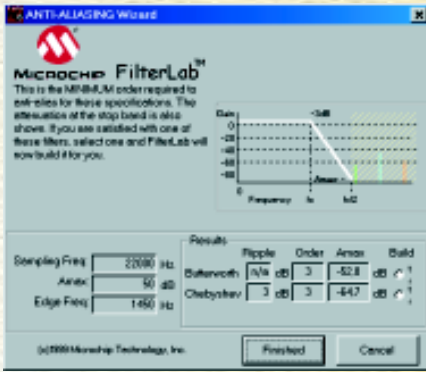 ANTI-ALIASING Wizard
MICROCHIP FilterLab™
This is the MINIMUM order required to
anti-alias for these specifications. The
attenuation at the stop band is also
shown. If you are satisfied with one of
these filters, select one and FilterLab will
now build it for you.
Gain
-3dB
0
-20
-40
-60
-80
Amax
0
Frequency
fc
fs/2
Results
Ripple Order Amax Build
Sampling Freq: 22000 Hz
Amax: 50 dB
Edge Freq: 1450 Hz
Butterworth n/a dB 3 -52.8 dB
Chebyshev 3 dB 3 -64.7 dB
(c)1999 Microchip Technology, Inc.
Finished
Cancel